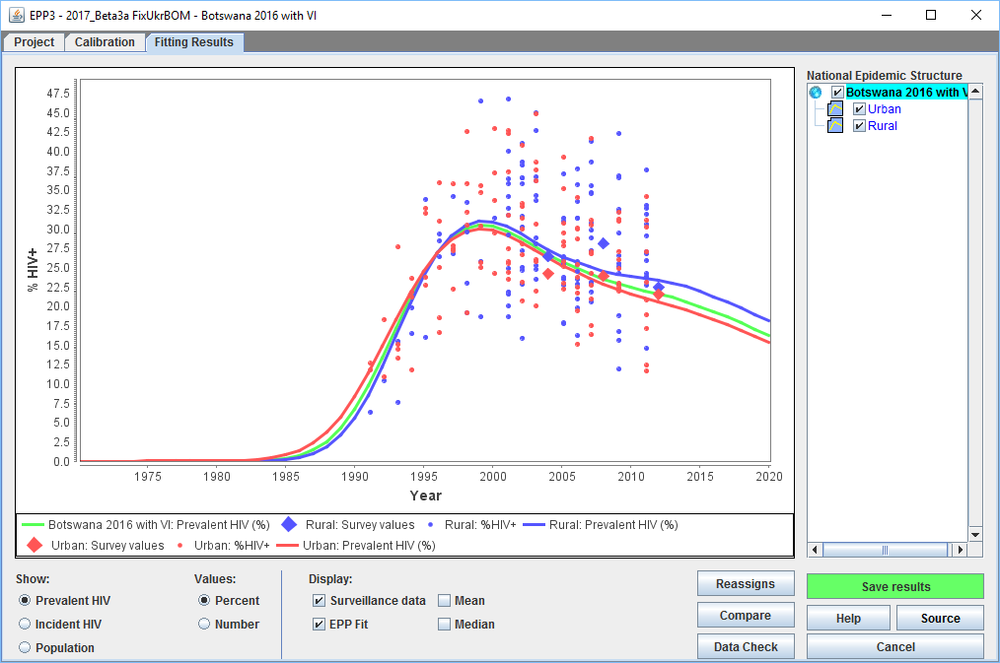 EPP3 - 2017_Beta3a FixUkrBOM - Botswana 2016 with VI
Project Calibration Fitting Results
National Epidemic Structure
Botswana 2016 with V
Urban
Rural
% HIV+
47.5
45.0
42.5
40.0
37.5
35.0
32.5
30.0
27.5
25.0
22.5
20.0
17.5
15.0
12.5
10.0
7.5
5.0
2.5
0.0
1975 1980 1985 1990 1995 2000 2005 2010 2015 2020
Year
Botswana 2016 with VI: Prevalent HIV (%) Rural: Survey values Rural: %HIV+ Rural: Prevalent HIV (%)
Urban: Survey values Urban: %HIV+ Urban: Prevalent HIV (%)
Show: Values: Display:
Prevalent HIV Percent Surveillance data Mean
Incident HIV Number EPP Fit Median
Population
Reassigns
Compare
Data Check
Save results
Help Source
Cancel